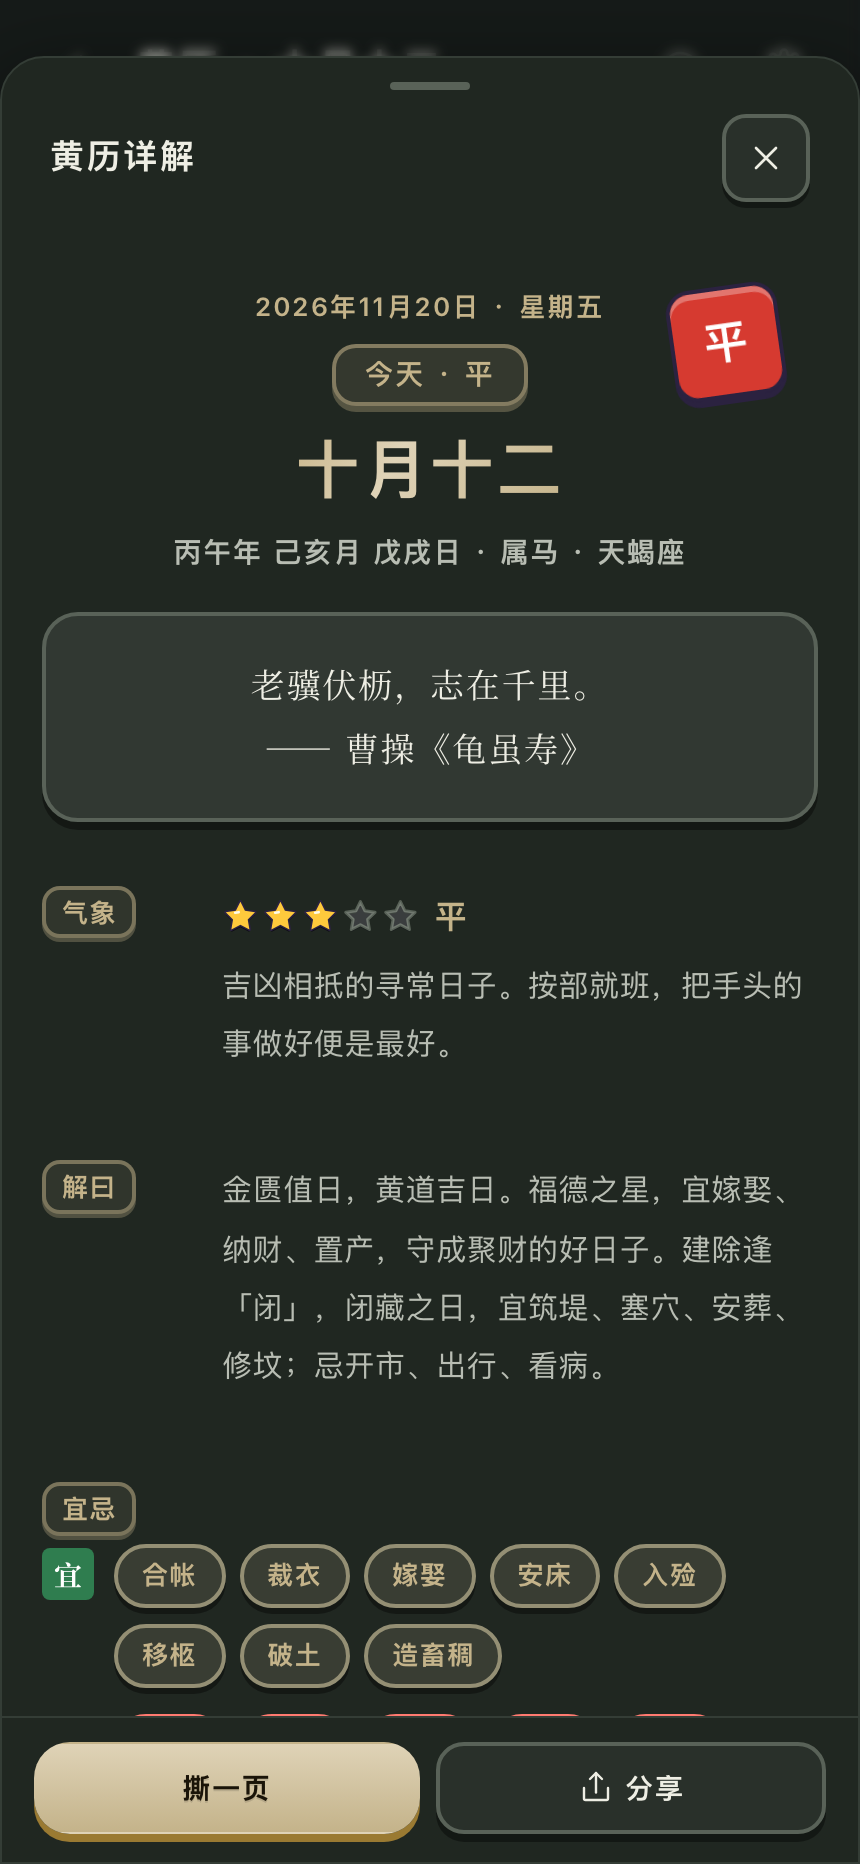 黄历详解
2026年11月20日 · 星期五
平
今天 · 平
十月十二
丙午年 己亥月 戊戌日 · 属马 · 天蝎座
老骥伏枥，志在千里。
—— 曹操《龟虽寿》
气象
平
吉凶相抵的寻常日子。按部就班，把手头的
事做好便是最好。
解曰
金匮值日，黄道吉日。福德之星，宜嫁娶、
纳财、置产，守成聚财的好日子。建除逢
「闭」，闭藏之日，宜筑堤、塞穴、安葬、
修坟；忌开市、出行、看病。
宜忌
宜 合帐 裁衣 嫁娶 安床 入殓
移柩 破土 造畜稠
撕一页 分享